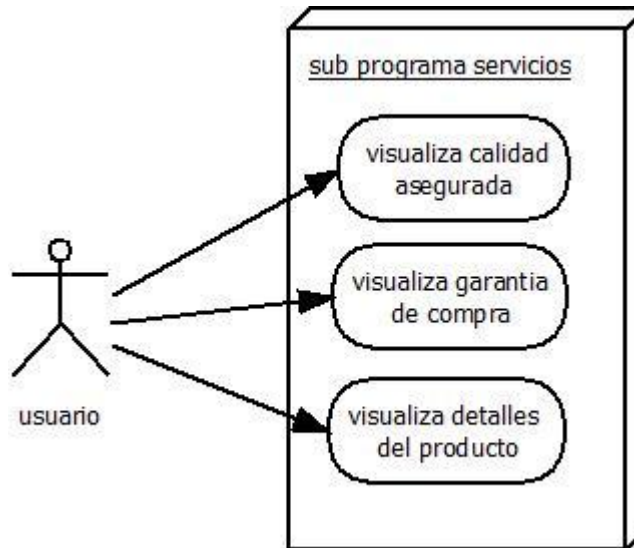 sub programa servicios
visualiza calidad
asegurada
visualiza garantia
de compra
visualiza detalles
del producto
usuario